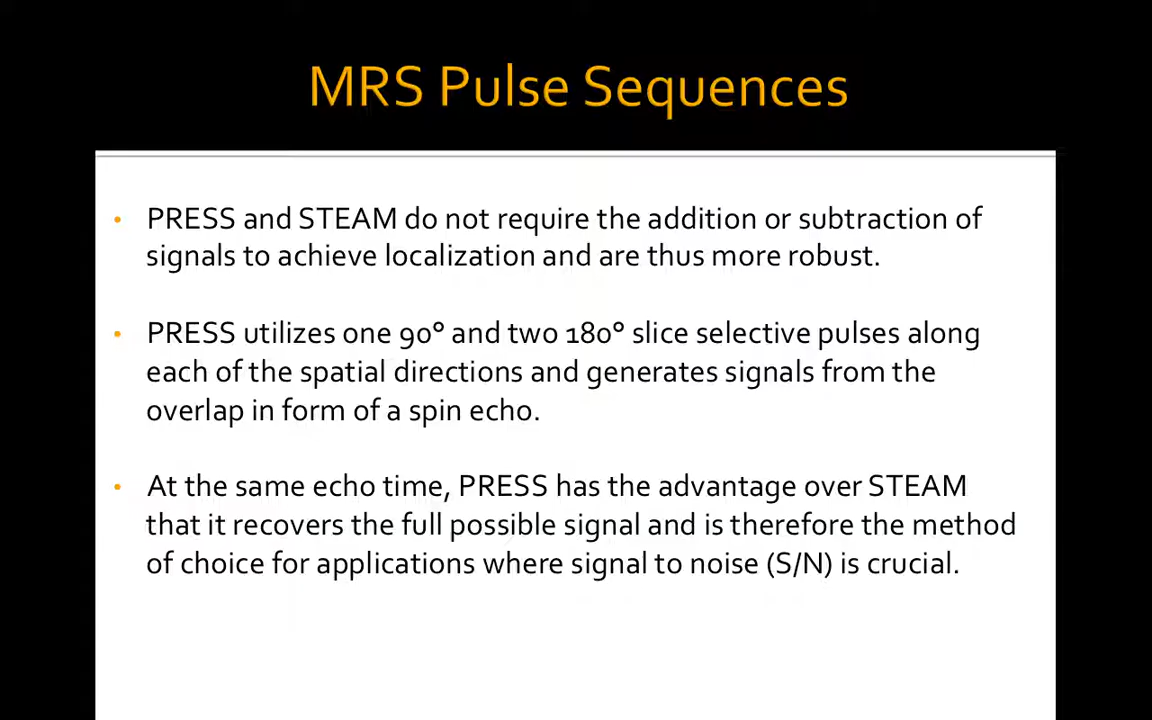 MRS Pulse Sequences
• PRESS and STEAM do not require the addition or subtraction of
signals to achieve localization and are thus more robust.
• PRESS utilizes one 90° and two 180° slice selective pulses along
each of the spatial directions and generates signals from the
overlap in form of a spin echo.
• At the same echo time, PRESS has the advantage over STEAM
that it recovers the full possible signal and is therefore the method
of choice for applications where signal to noise (S/N) is crucial.